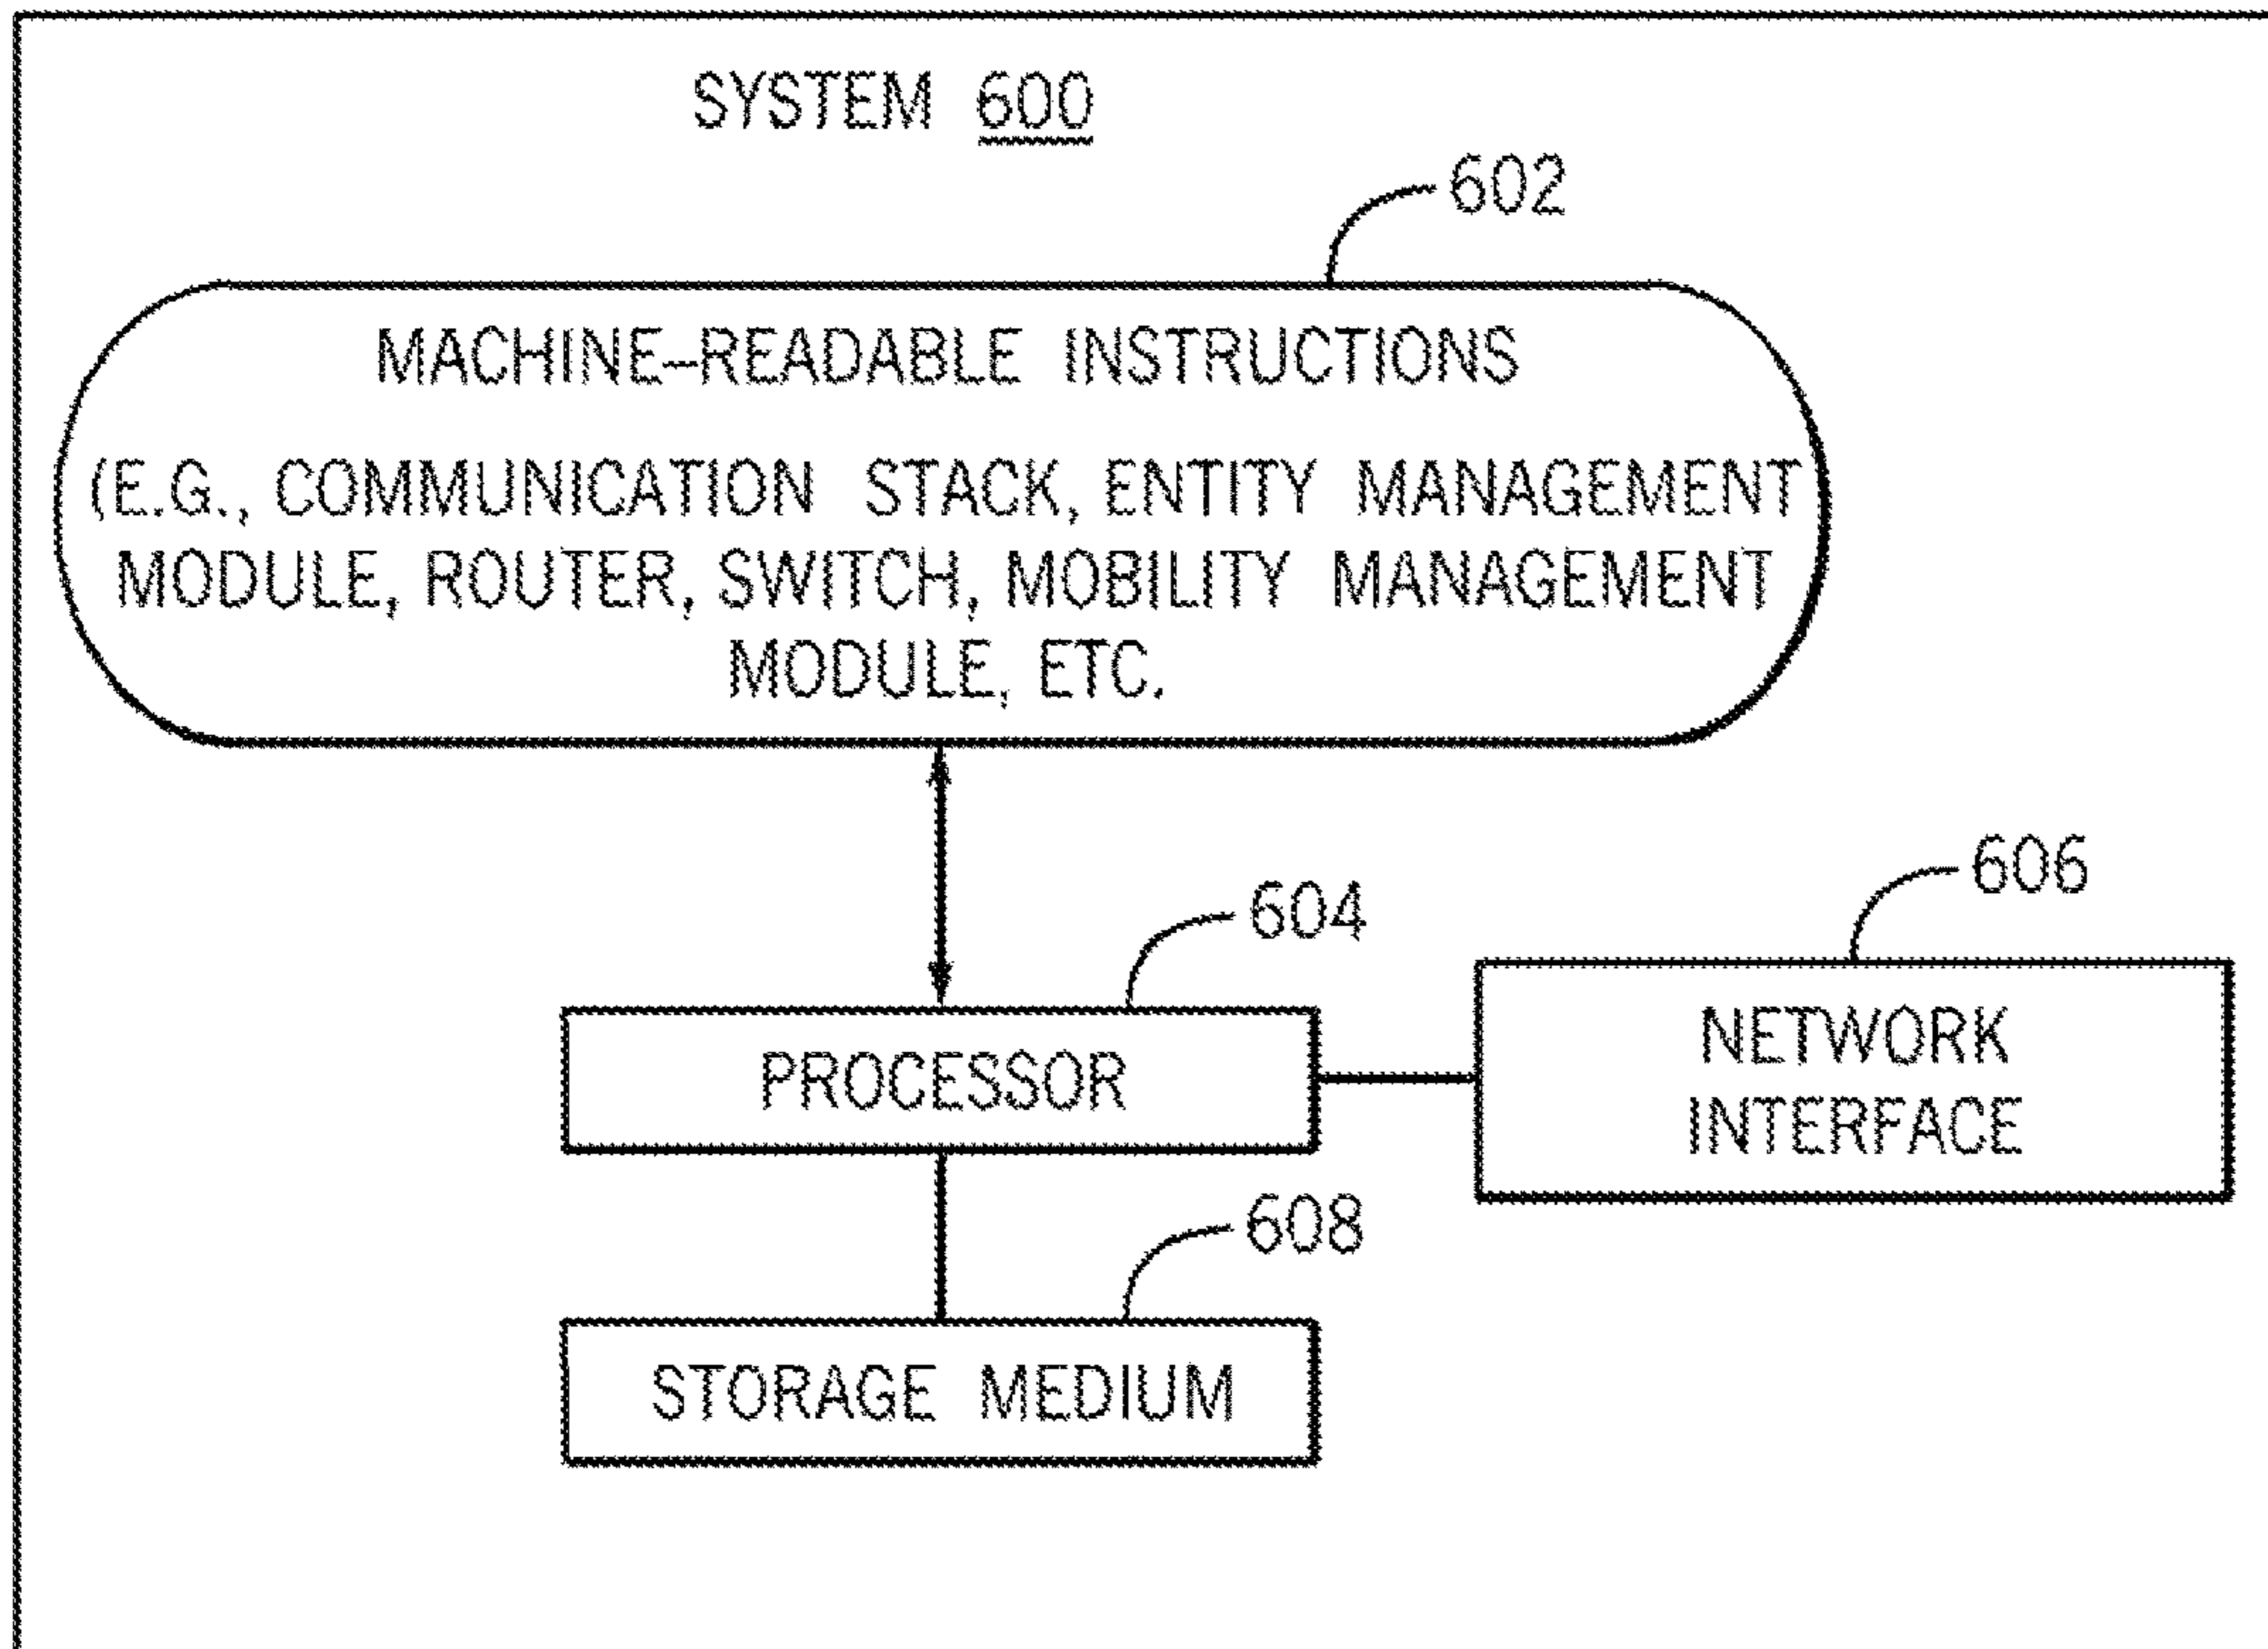 SYSTEM 600
602
MACHINE-READABLE INSTRUCTIONS
(E.G., COMMUNICATION STACK, ENTITY MANAGEMENT
MODULE, ROUTER, SWITCH, MOBILITY MANAGEMENT
MODULE, ETC.
604
606
PROCESSOR
NETWORK
INTERFACE
608
STORAGE MEDIUM